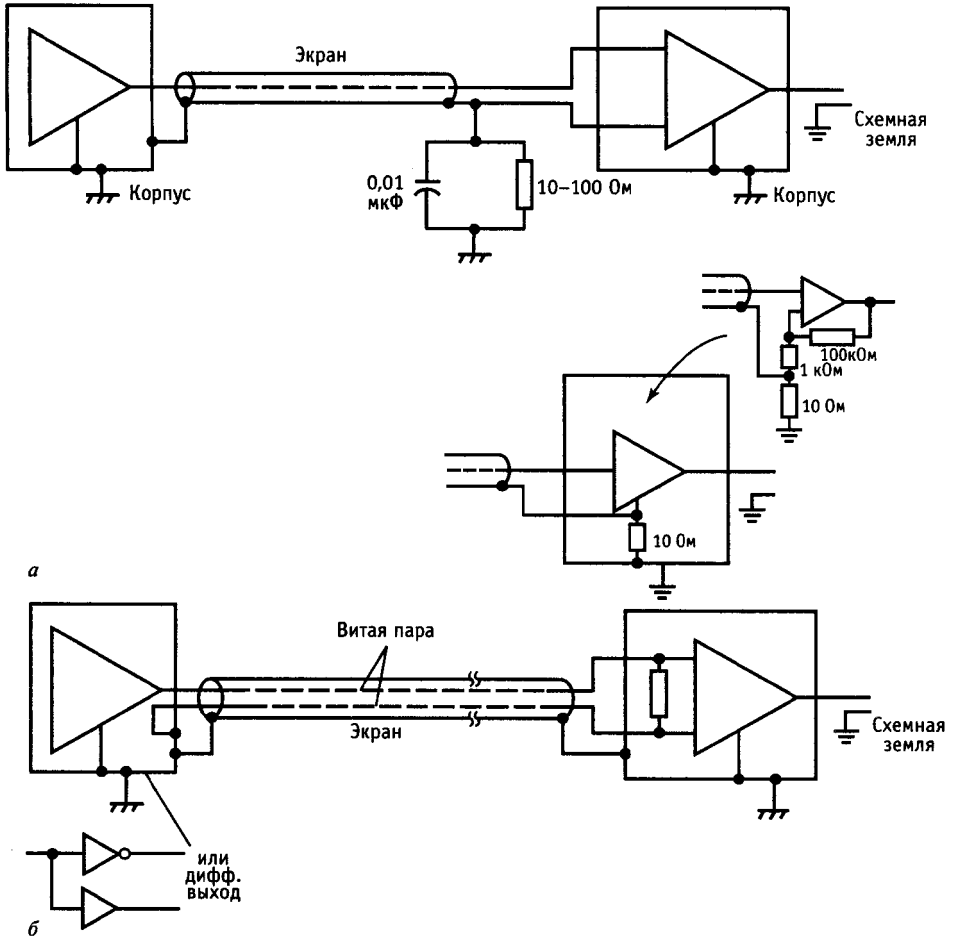 Экран
Схемная
земля
Корпус
0,01
мкФ
10–100 Ом
Корпус
100кОм
1 кОм
10 Ом
10 Ом
а
Витая пара
Экран
Схемная
земля
или
дифф.
выход
б